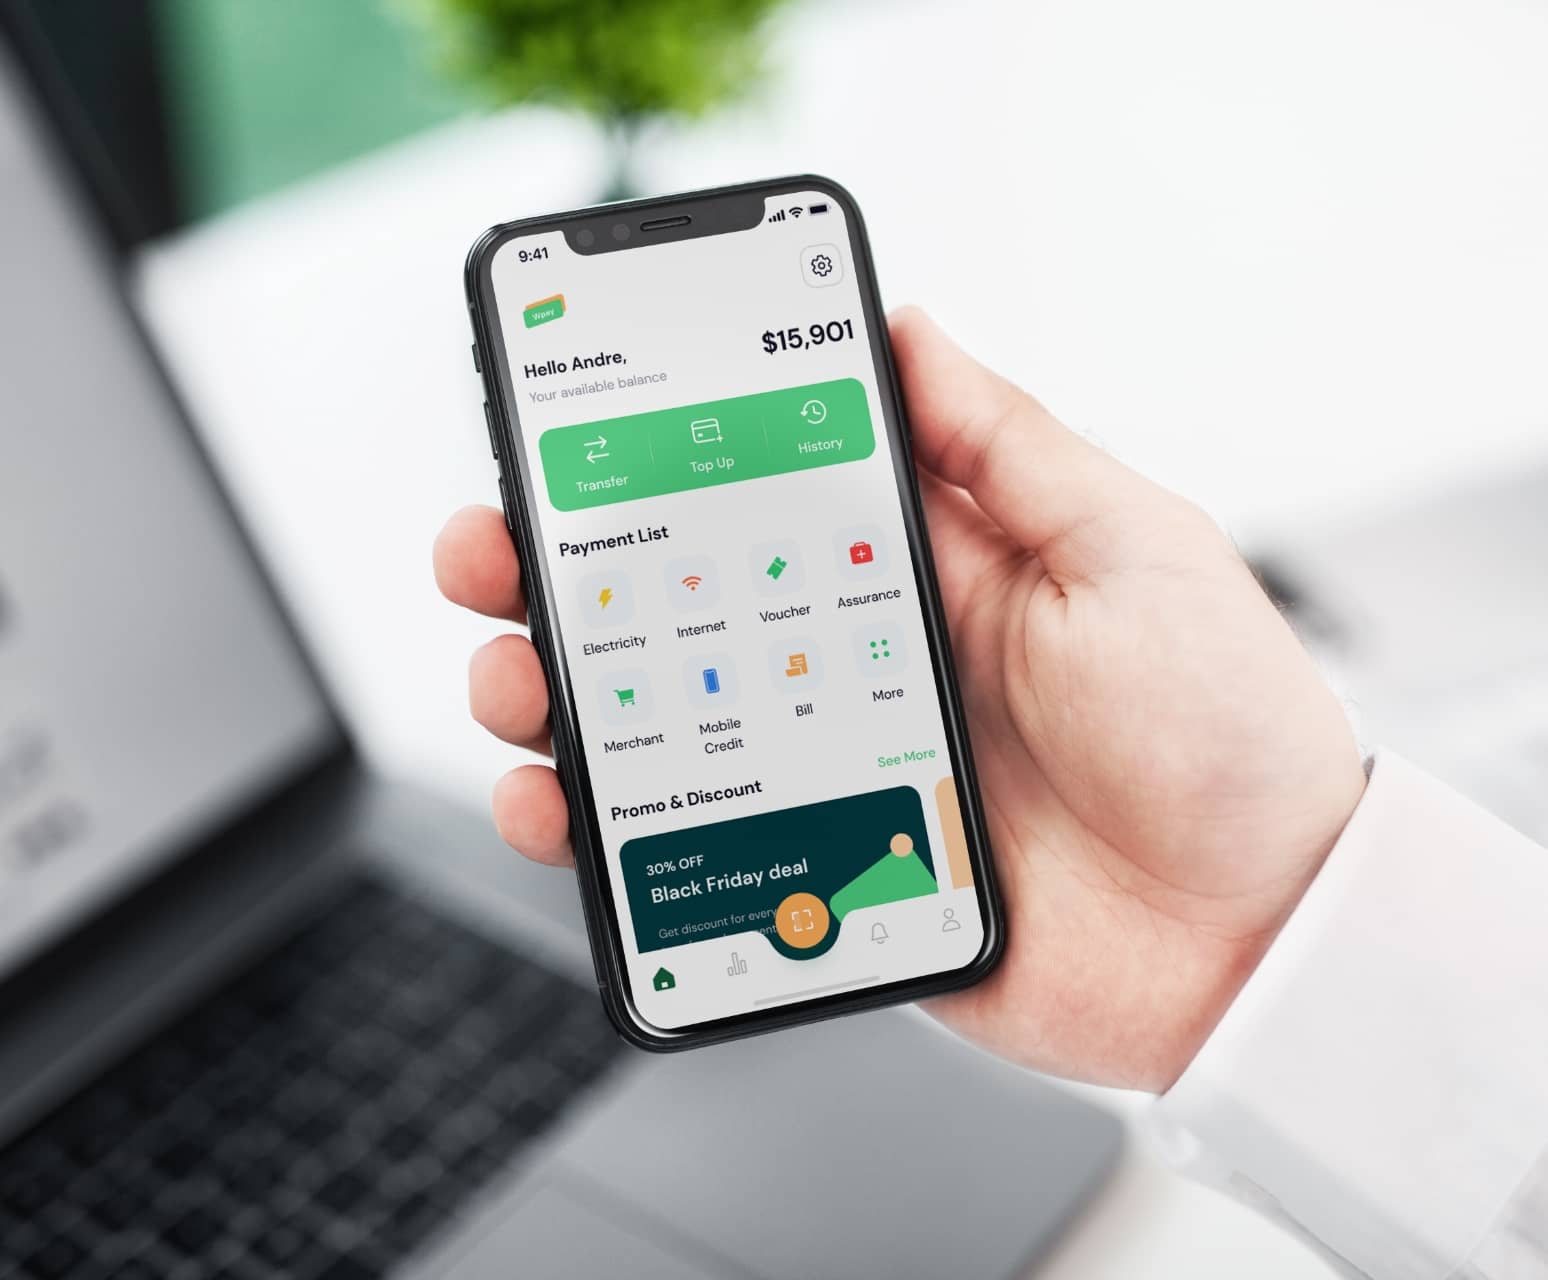 9:41
Wpay
Hello Andre,
$15,901
Your available balance
Transfer
Top Up
History
Payment List
Electricity
Internet
Voucher
Assurance
Merchant
Mobile
Credit
Bill
More
Promo & Discount
See More
30% OFF
Black Friday deal
Get discount for every